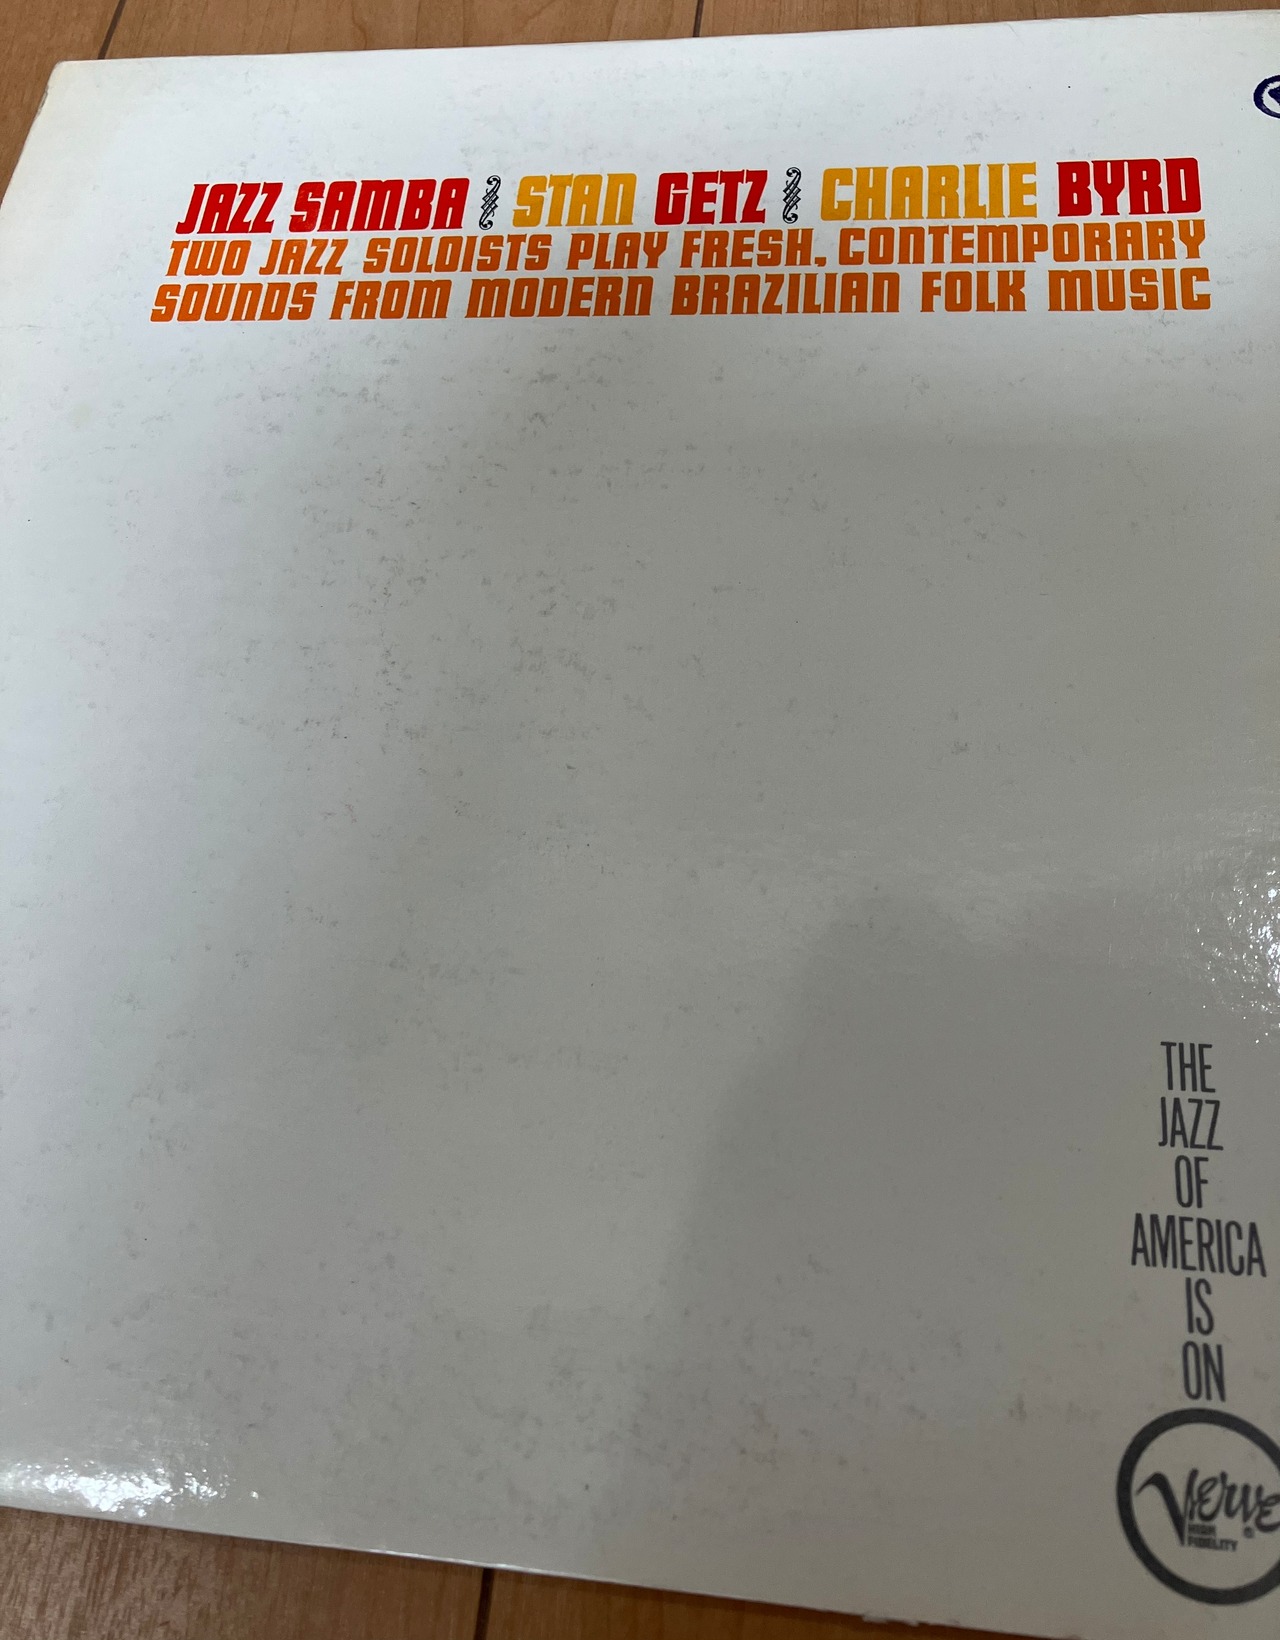 JAZZ SAMBA STAN GETZ CHARLIE BYRD
TWO JAZZ SOLOISTS PLAY FRESH, CONTEMPORARY
SOUNDS FROM MODERN BRAZILIAN FOLK MUSIC
THE
JAZZ
OF
AMERICA
IS
ON
Verve
HIGH
FIDELITY